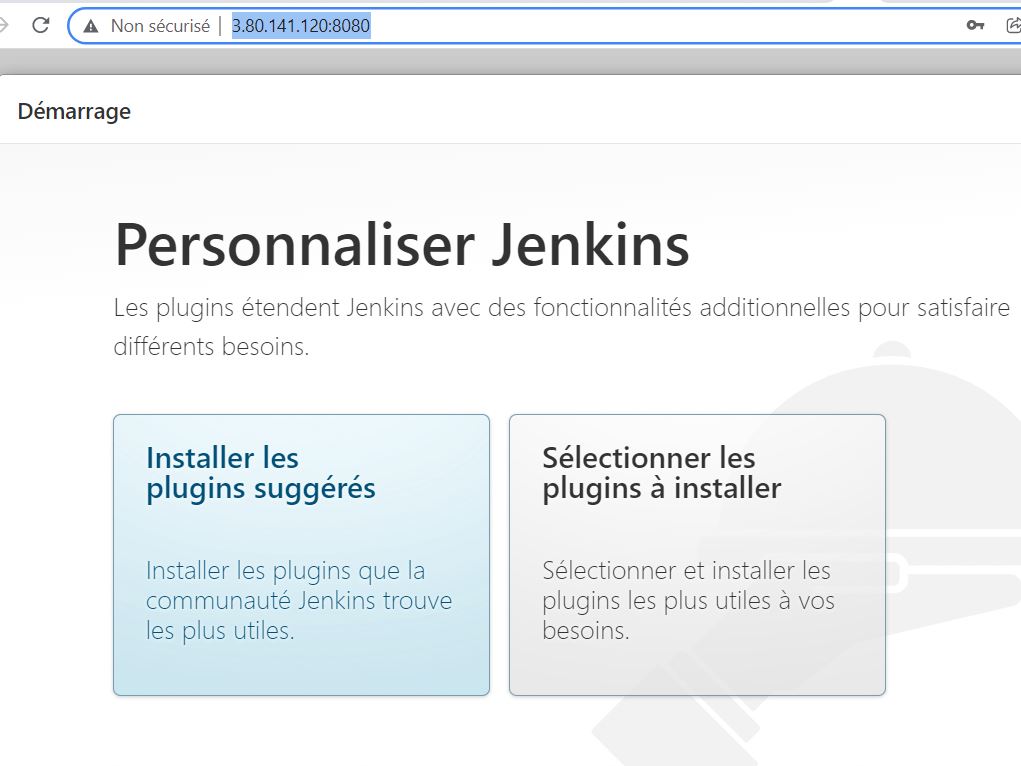 Non sécurisé | 3.80.141.120:8080
Démarrage
Personnaliser Jenkins
Les plugins étendent Jenkins avec des fonctionnalités additionnelles pour satisfaire
différents besoins.
Installer les
plugins suggérés
Installer les plugins que la
communauté Jenkins trouve
les plus utiles.
Sélectionner les
plugins à installer
Sélectionner et installer les
plugins les plus utiles à vos
besoins.